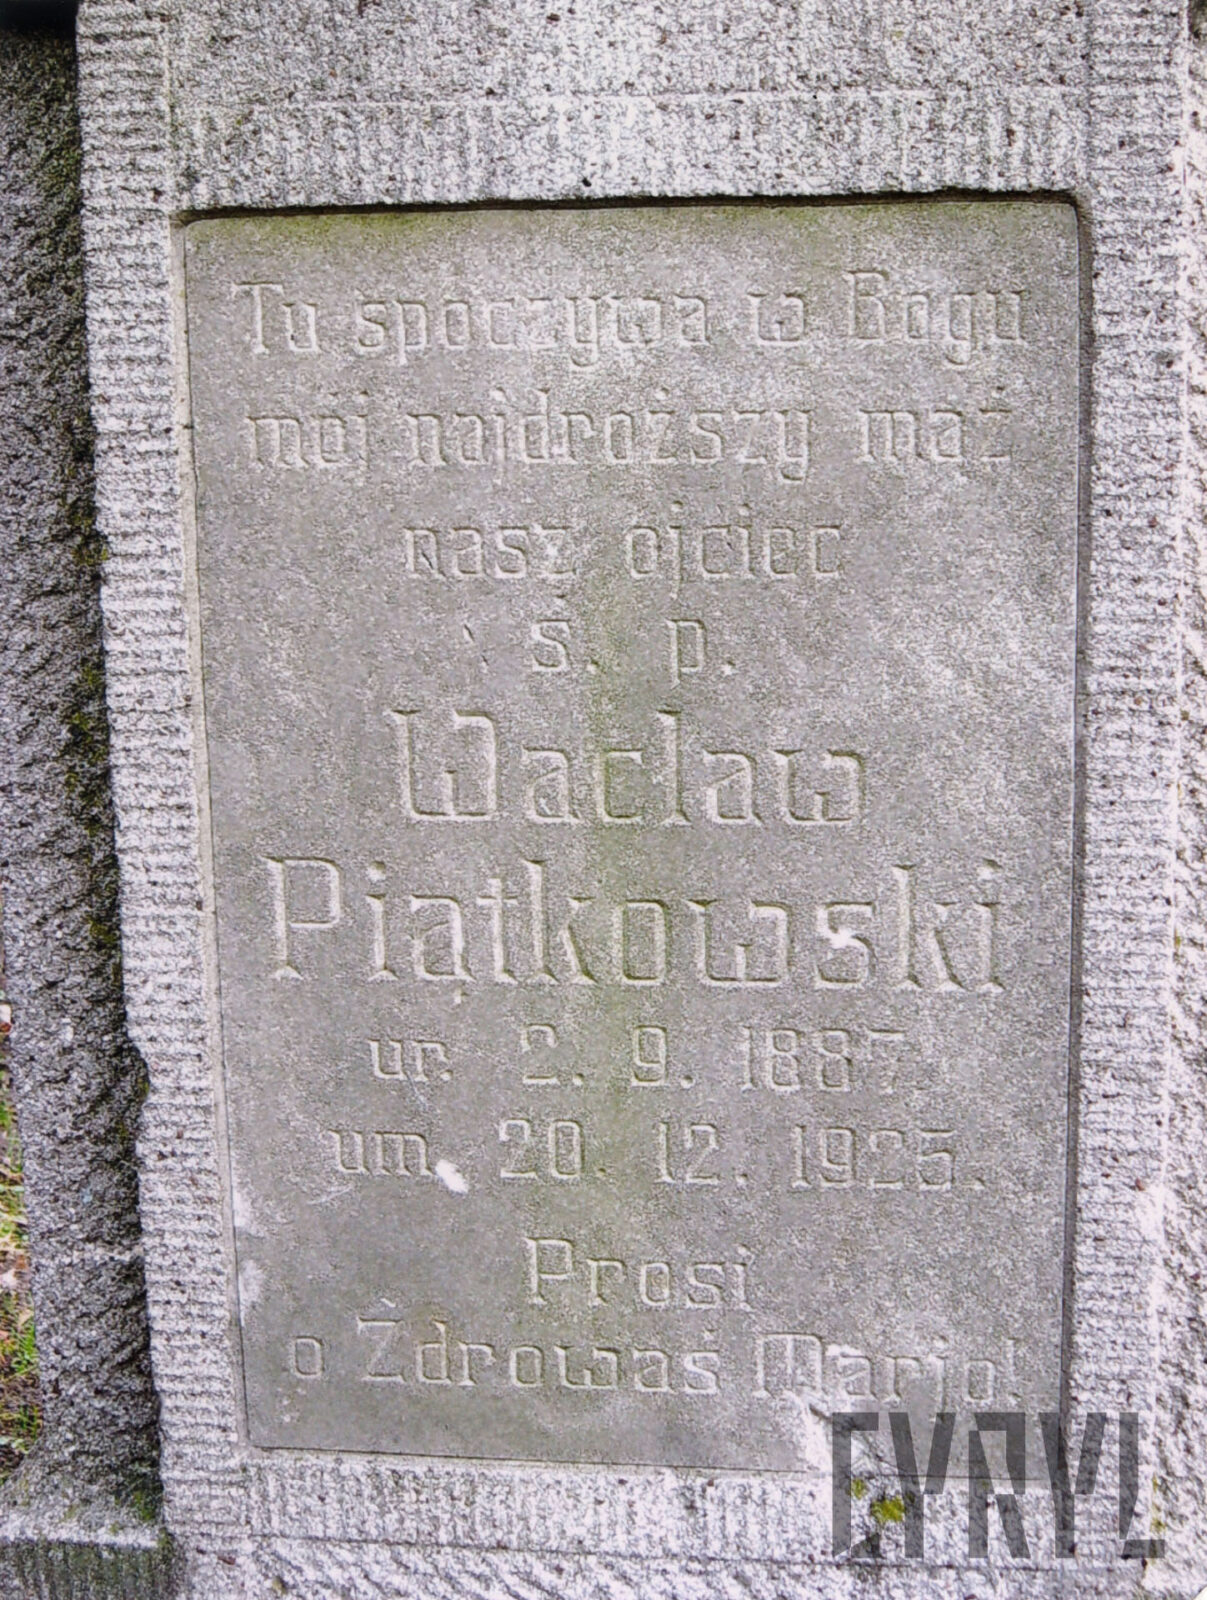 Tu spoczywa w Bogu
mój najdroższy mąż
nasz ojciec
ś. p.
Wacław
Piątkowski
ur. 2. 9. 1887
um. 20. 12. 1925.
Prosi
o Zdrowaś Marjo!
CYRYL